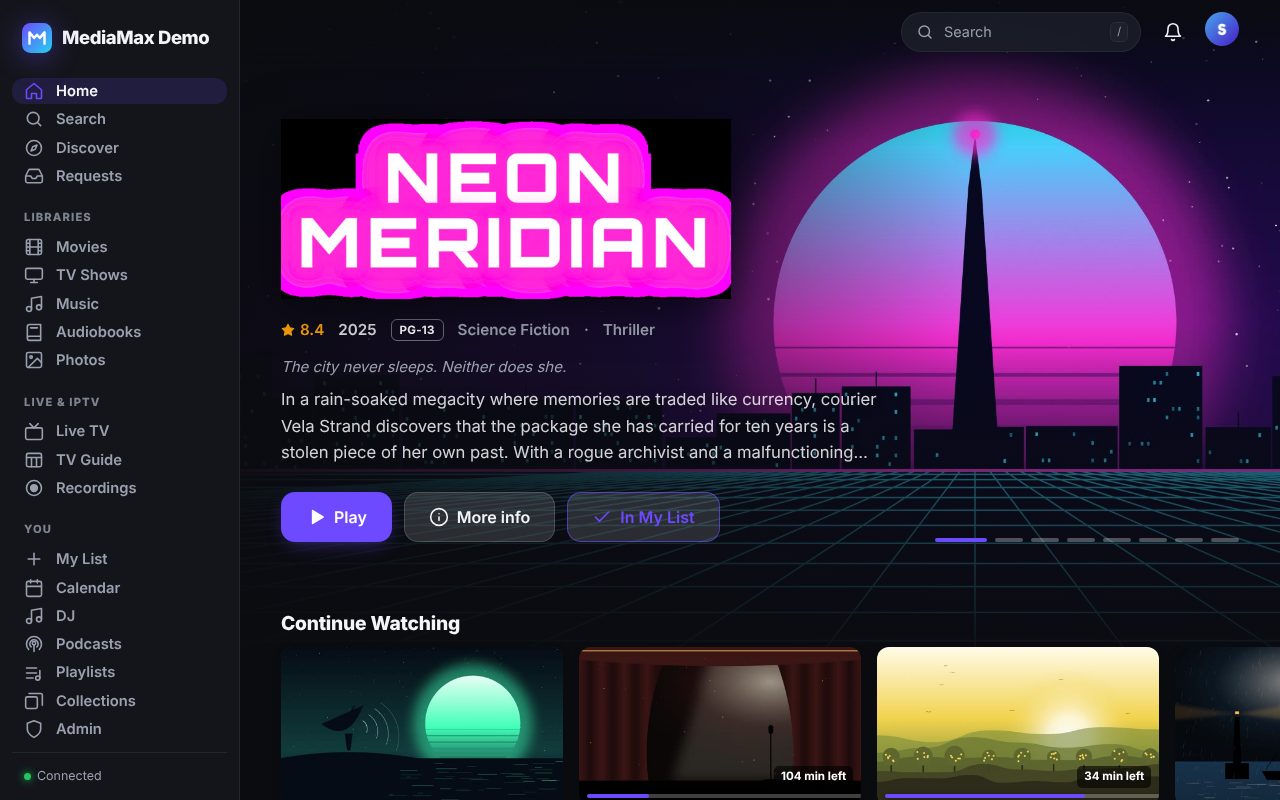 MediaMax Demo
Home
Search
Discover
Requests
LIBRARIES
Movies
TV Shows
Music
Audiobooks
Photos
LIVE & IPTV
Live TV
TV Guide
Recordings
YOU
My List
Calendar
DJ
Podcasts
Playlists
Collections
Admin
Connected
Search /
S
NEON
MERIDIAN
8.4 2025 PG-13 Science Fiction · Thriller
The city never sleeps. Neither does she.
In a rain-soaked megacity where memories are traded like currency, courier
Vela Strand discovers that the package she has carried for ten years is a
stolen piece of her own past. With a rogue archivist and a malfunctioning...
Play
More info
In My List
Continue Watching
104 min left
34 min left